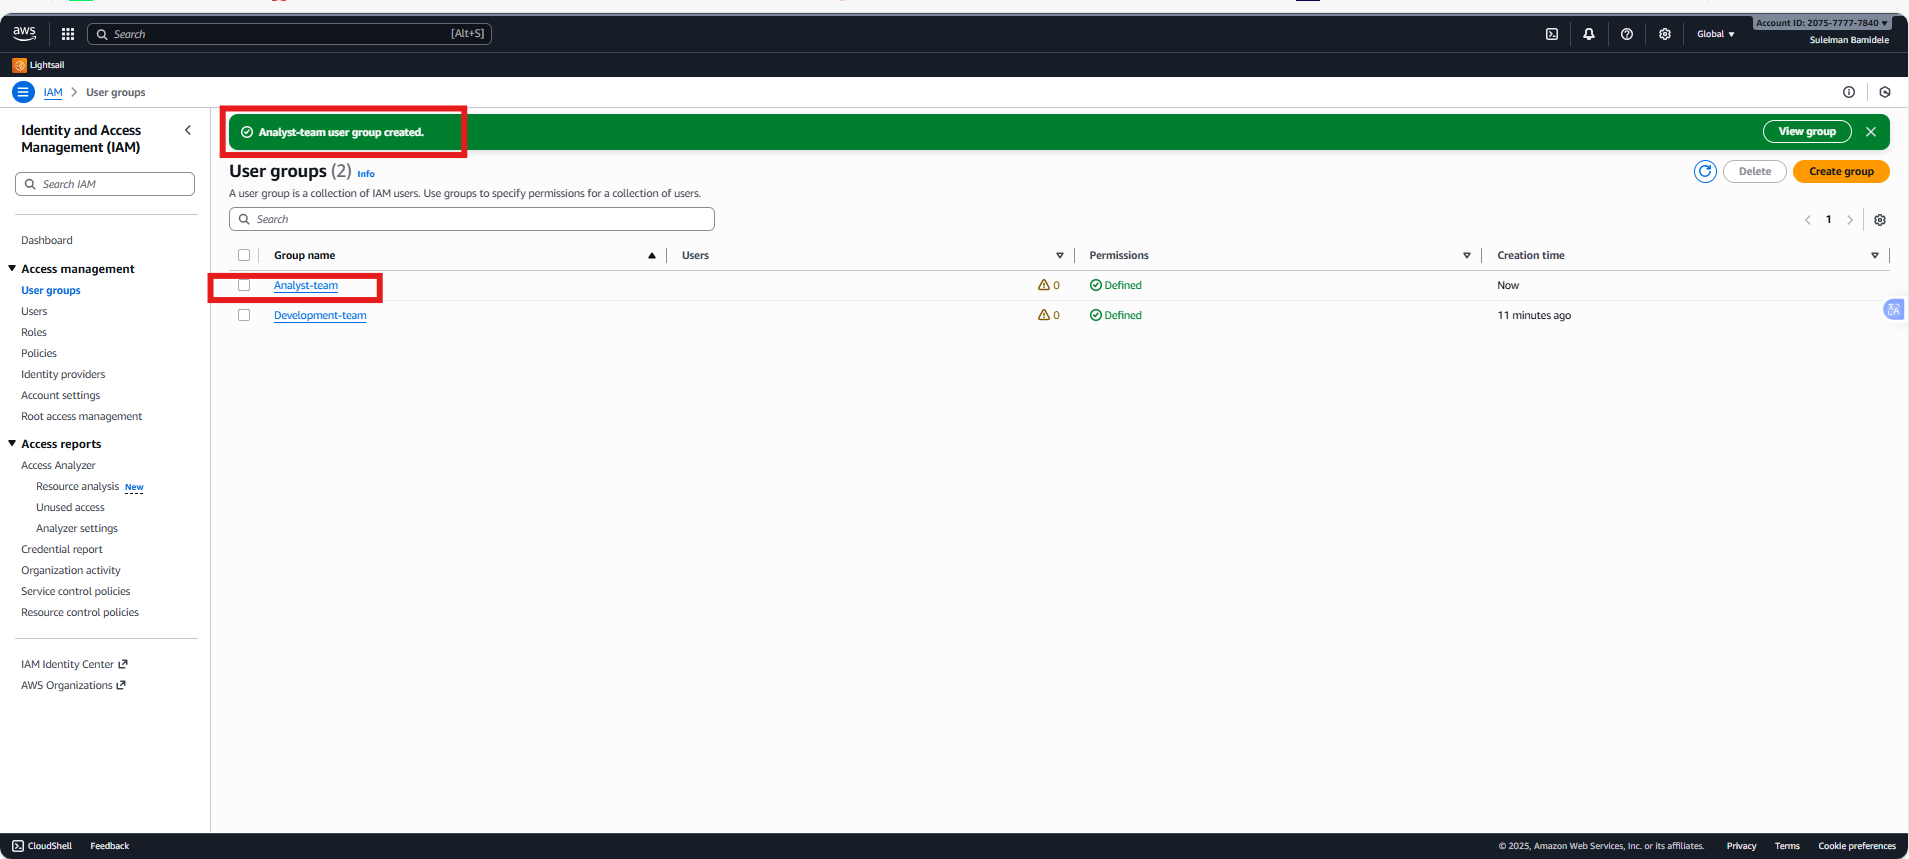 aws
Search [Alt+S]
Global
Account ID: 2075-7777-7840
Suleiman Bamidele
Lightsail
IAM > User groups
Identity and Access Management (IAM)
Search IAM
Dashboard
Access management
User groups
Users
Roles
Policies
Identity providers
Account settings
Root access management
Access reports
Access Analyzer
Resource analysis New
Unused access
Analyzer settings
Credential report
Organization activity
Service control policies
Resource control policies
IAM Identity Center
AWS Organizations
Analyst-team user group created.
View group
User groups (2) Info
Delete
Create group
A user group is a collection of IAM users. Use groups to specify permissions for a collection of users.
Search
1
Group name Users Permissions Creation time
Analyst-team 0 Defined Now
Development-team 0 Defined 11 minutes ago
CloudShell Feedback
© 2025, Amazon Web Services, Inc. or its affiliates. Privacy Terms Cookie preferences